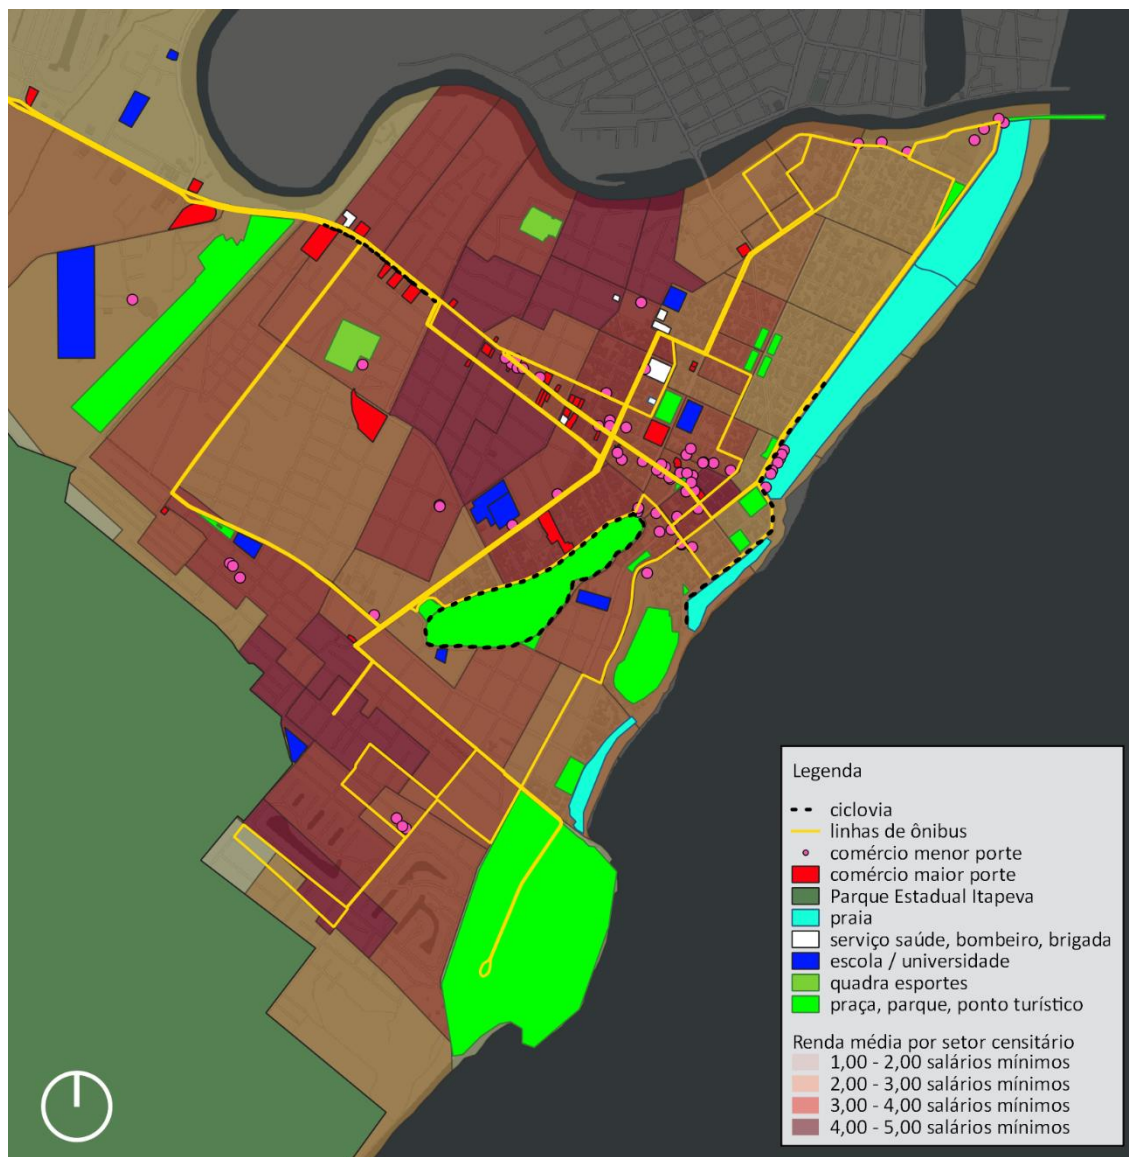 Legenda
ciclovia
linhas de ônibus
comércio menor porte
comércio maior porte
Parque Estadual Itapeva
praia
serviço saúde, bombeiro, brigada
escola / universidade
quadra esportes
praça, parque, ponto turístico
Renda média por setor censitário
1,00 - 2,00 salários mínimos
2,00 - 3,00 salários mínimos
3,00 - 4,00 salários mínimos
4,00 - 5,00 salários mínimos